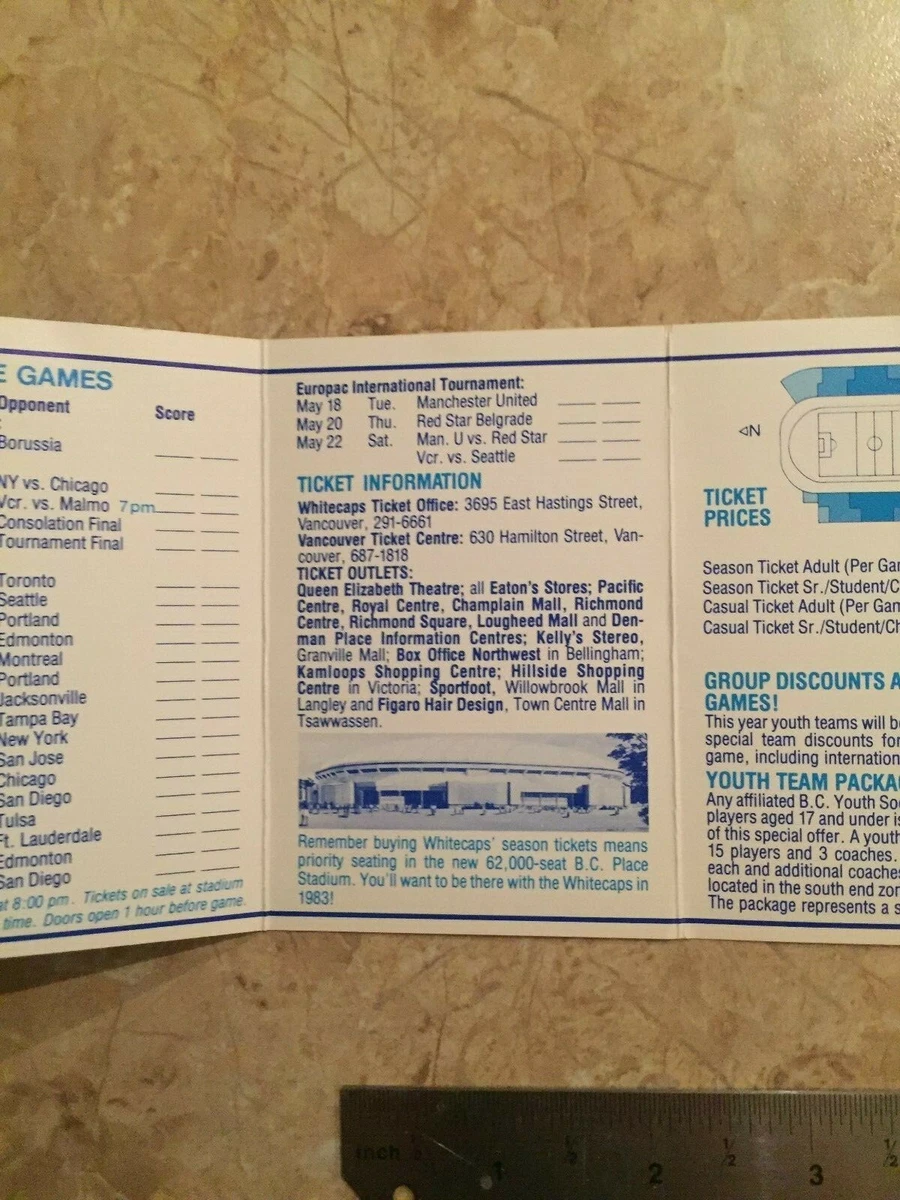 E GAMES
Opponent
Score
:
Borussia
NY vs. Chicago
Vcr. vs. Malmo 7pm
Consolation Final
Tournament Final
Toronto
Seattle
Portland
Edmonton
Montreal
Portland
Jacksonville
Tampa Bay
New York
San Jose
Chicago
San Diego
Tulsa
Ft. Lauderdale
Edmonton
San Diego
at 8:00 pm. Tickets on sale at stadium
time. Doors open 1 hour before game.
Europac International Tournament:
May 18 Tue. Manchester United
May 20 Thu. Red Star Belgrade
May 22 Sat. Man. U vs. Red Star
Vcr. vs. Seattle
TICKET INFORMATION
Whitecaps Ticket Office: 3695 East Hastings Street,
Vancouver, 291-6661
Vancouver Ticket Centre: 630 Hamilton Street, Van-
couver, 687-1818
TICKET OUTLETS:
Queen Elizabeth Theatre; all Eaton's Stores; Pacific
Centre, Royal Centre, Champlain Mall, Richmond
Centre, Richmond Square, Lougheed Mall and Den-
man Place Information Centres; Kelly's Stereo,
Granville Mall; Box Office Northwest in Bellingham;
Kamloops Shopping Centre; Hillside Shopping
Centre in Victoria; Sportfoot, Willowbrook Mall in
Langley and Figaro Hair Design, Town Centre Mall in
Tsawwassen.
Remember buying Whitecaps' season tickets means
priority seating in the new 62,000-seat B.C. Place
Stadium. You'll want to be there with the Whitecaps in
1983!
◁N
TICKET
PRICES
Season Ticket Adult (Per Gam
Season Ticket Sr./Student/C
Casual Ticket Adult (Per Gam
Casual Ticket Sr./Student/Ch
GROUP DISCOUNTS A
GAMES!
This year youth teams will be
special team discounts for
game, including internation
YOUTH TEAM PACKA
Any affiliated B.C. Youth So
players aged 17 and under is
of this special offer. A youth
15 players and 3 coaches.
each and additional coaches
located in the south end zon
The package represents a s
inch 1/2 1 1/2 2 1/2 3 1/2